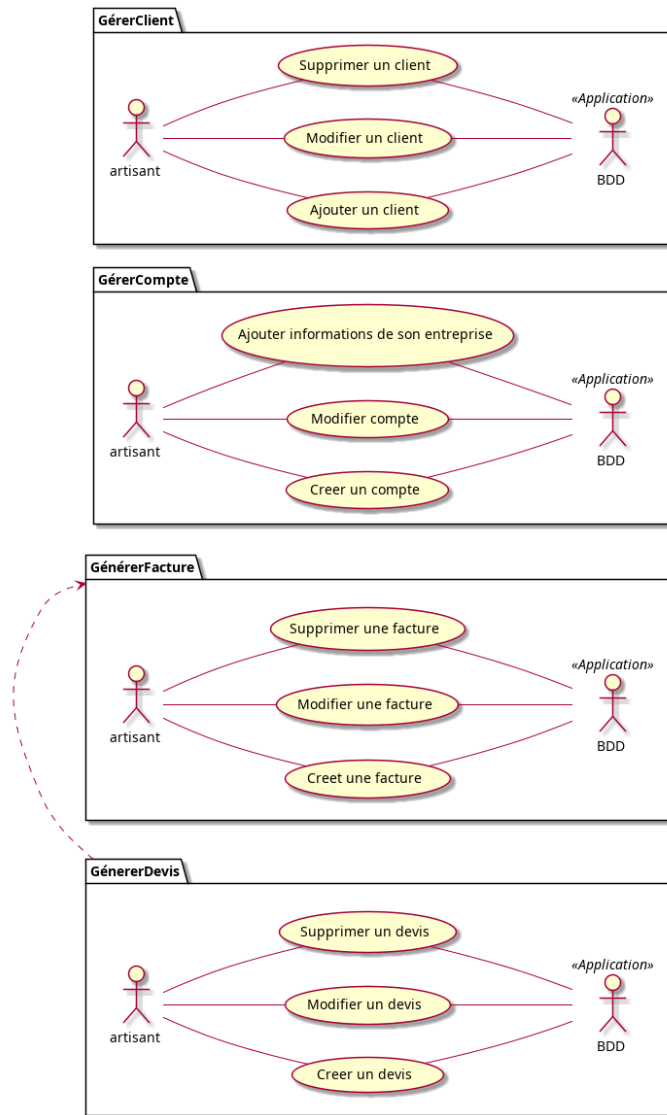 GérerClient
Supprimer un client
«Application»
Modifier un client
artisant
BDD
Ajouter un client
GérerCompte
Ajouter informations de son entreprise
«Application»
Modifier compte
artisant
BDD
Creer un compte
GénérerFacture
Supprimer une facture
«Application»
Modifier une facture
artisant
BDD
Creet une facture
GénererDevis
Supprimer un devis
«Application»
Modifier un devis
artisant
BDD
Creer un devis